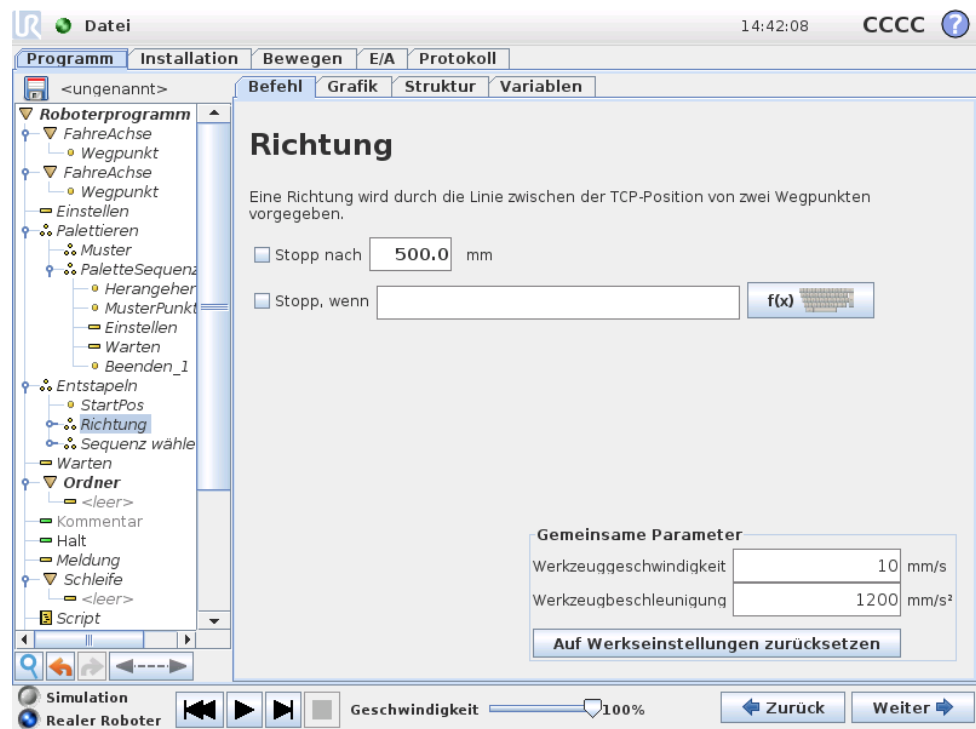 UR Datei 14:42:08 CCCC ?
Programm Installation Bewegen E/A Protokoll
<ungenannt>
Befehl Grafik Struktur Variablen
Roboterprogramm
FahreAchse
Wegpunkt
FahreAchse
Wegpunkt
Einstellen
Palettieren
Muster
PaletteSequenz
Herangeher
MusterPunkt
Einstellen
Warten
Beenden_1
Entstapeln
StartPos
Richtung
Sequenz wähle
Warten
Ordner
<leer>
Kommentar
Halt
Meldung
Schleife
<leer>
Script
Richtung
Eine Richtung wird durch die Linie zwischen der TCP-Position von zwei Wegpunkten
vorgegeben.
Stopp nach 500.0 mm
Stopp, wenn f(x)
Gemeinsame Parameter
Werkzeuggeschwindigkeit 10 mm/s
Werkzeugbeschleunigung 1200 mm/s²
Auf Werkseinstellungen zurücksetzen
Simulation
Realer Roboter
Geschwindigkeit 100%
Zurück Weiter